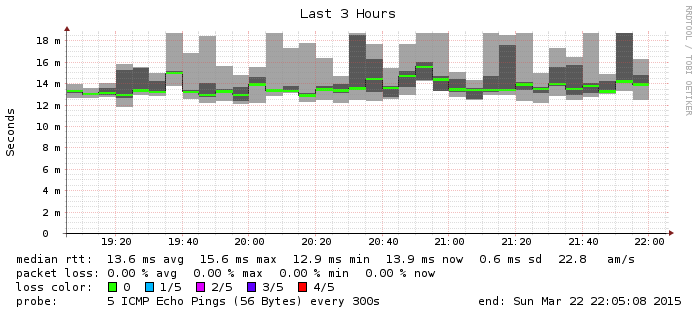 Last 3 Hours
RRDTOOL / TOBI OETIKER
Seconds
18 m
16 m
14 m
12 m
10 m
8 m
6 m
4 m
2 m
0
19:20 19:40 20:00 20:20 20:40 21:00 21:20 21:40 22:00
median rtt: 13.6 ms avg 15.6 ms max 12.9 ms min 13.9 ms now 0.6 ms sd 22.8 am/s
packet loss: 0.00 % avg 0.00 % max 0.00 % min 0.00 % now
loss color: 0 1/5 2/5 3/5 4/5
probe: 5 ICMP Echo Pings (56 Bytes) every 300s end: Sun Mar 22 22:05:08 2015